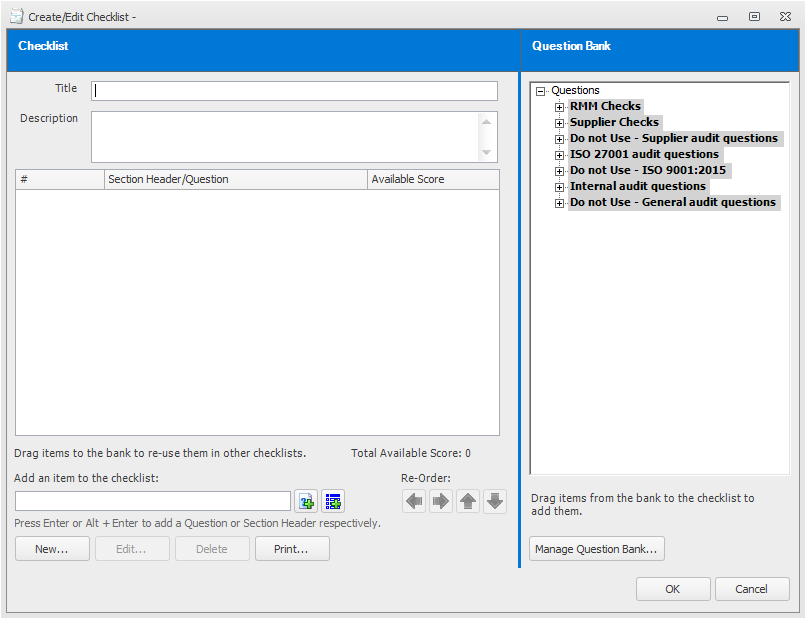 Create/Edit Checklist -
Checklist
Title
Description
# Section Header/Question Available Score
Drag items to the bank to re-use them in other checklists. Total Available Score: 0
Add an item to the checklist: Re-Order:
Press Enter or Alt + Enter to add a Question or Section Header respectively.
New... Edit... Delete Print...
Question Bank
Questions
RMM Checks
Supplier Checks
Do not Use - Supplier audit questions
ISO 27001 audit questions
Do not Use - ISO 9001:2015
Internal audit questions
Do not Use - General audit questions
Drag items from the bank to the checklist to
add them.
Manage Question Bank...
OK Cancel